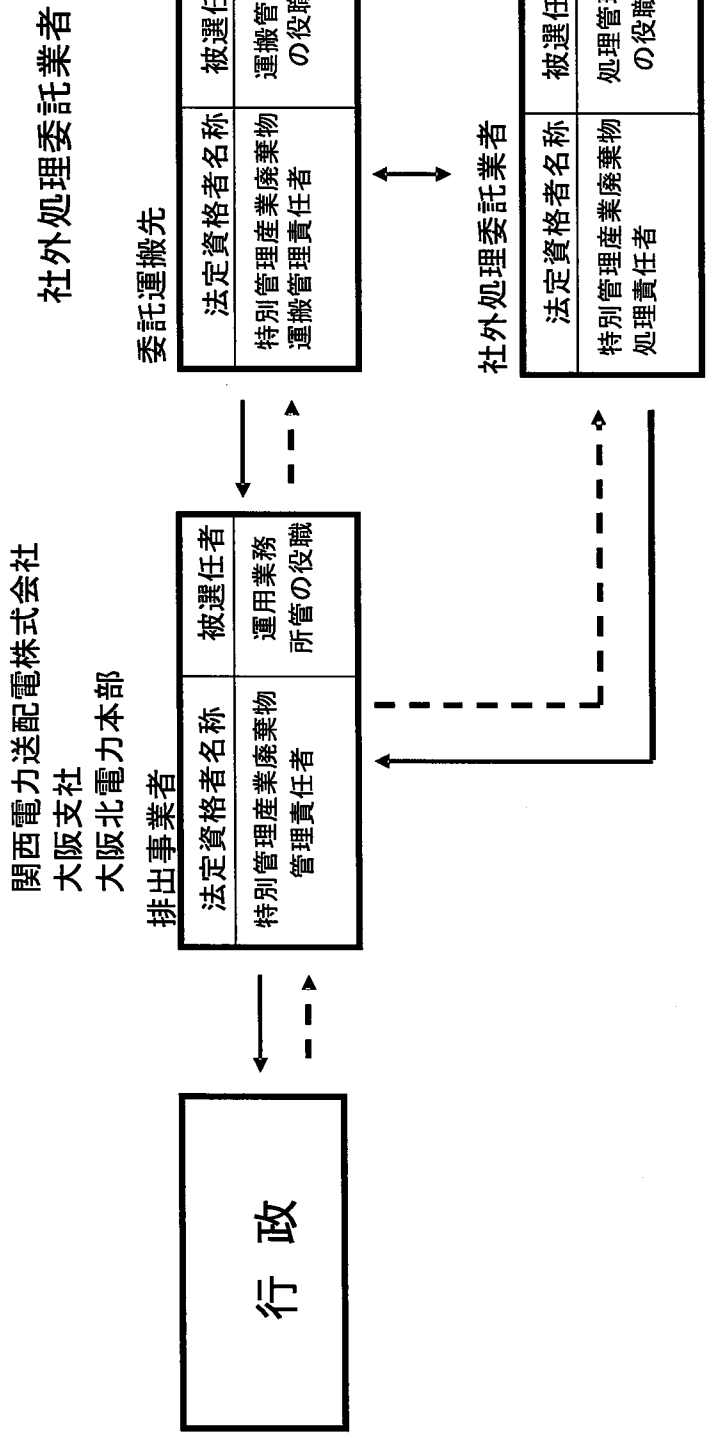 社外処理委託業者
関西電力送配電株式会社
大阪支社
大阪北電力本部
排出事業者
法定資格者名称 被選任者
特別管理産業廃棄物
管理責任者
運用業務
所管の役職
行 政
委託運搬先
法定資格者名称 被選任
特別管理産業廃棄物
運搬管理責任者
運搬管
の役職
社外処理委託業者
法定資格者名称 被選任
特別管理産業廃棄物
処理責任者
処理管
の役職